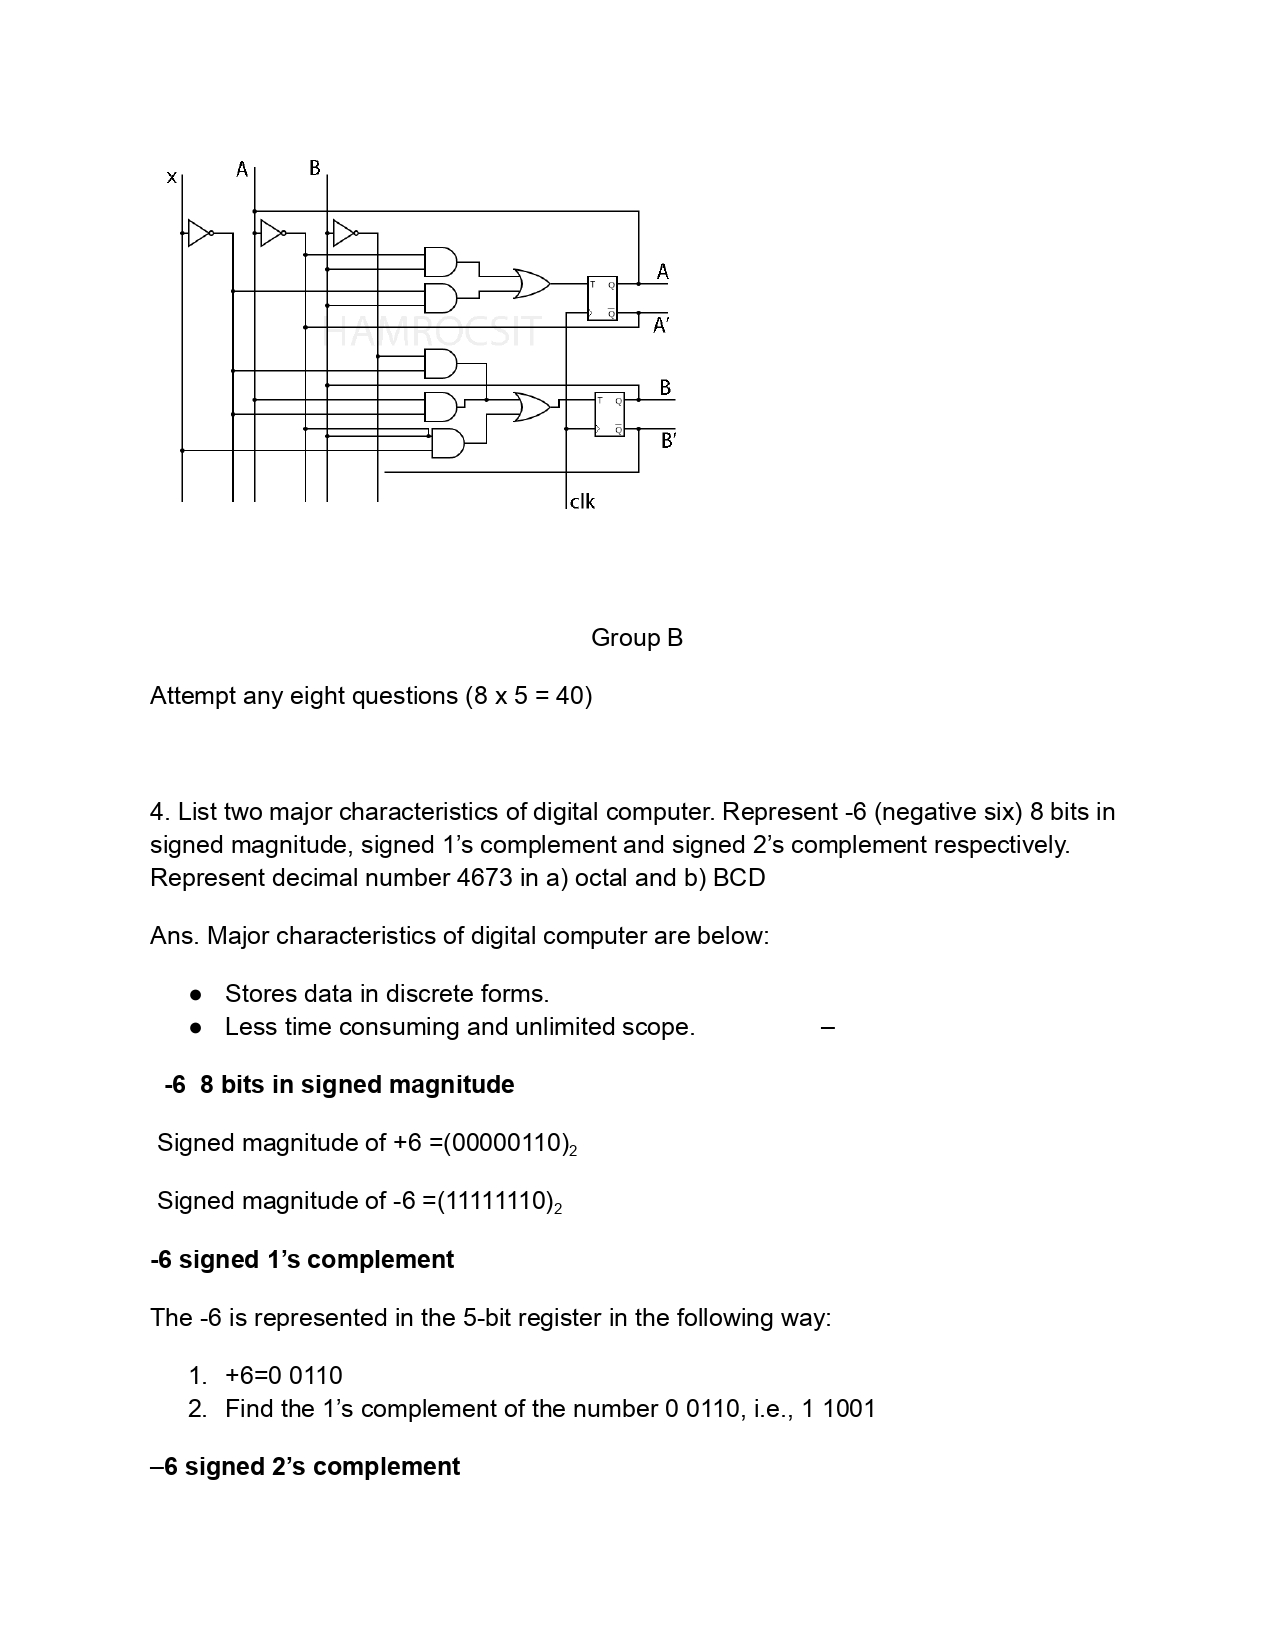 x A B
A
T Q
Q
HAMROCSIT
A'
B
T Q
Q
B'
clk
Group B
Attempt any eight questions (8 x 5 = 40)
4. List two major characteristics of digital computer. Represent -6 (negative six) 8 bits in
signed magnitude, signed 1’s complement and signed 2’s complement respectively.
Represent decimal number 4673 in a) octal and b) BCD
Ans. Major characteristics of digital computer are below:
● Stores data in discrete forms.
● Less time consuming and unlimited scope. –
-6 8 bits in signed magnitude
Signed magnitude of +6 =(00000110)₂
Signed magnitude of -6 =(11111110)₂
-6 signed 1’s complement
The -6 is represented in the 5-bit register in the following way:
1. +6=0 0110
2. Find the 1’s complement of the number 0 0110, i.e., 1 1001
–6 signed 2’s complement